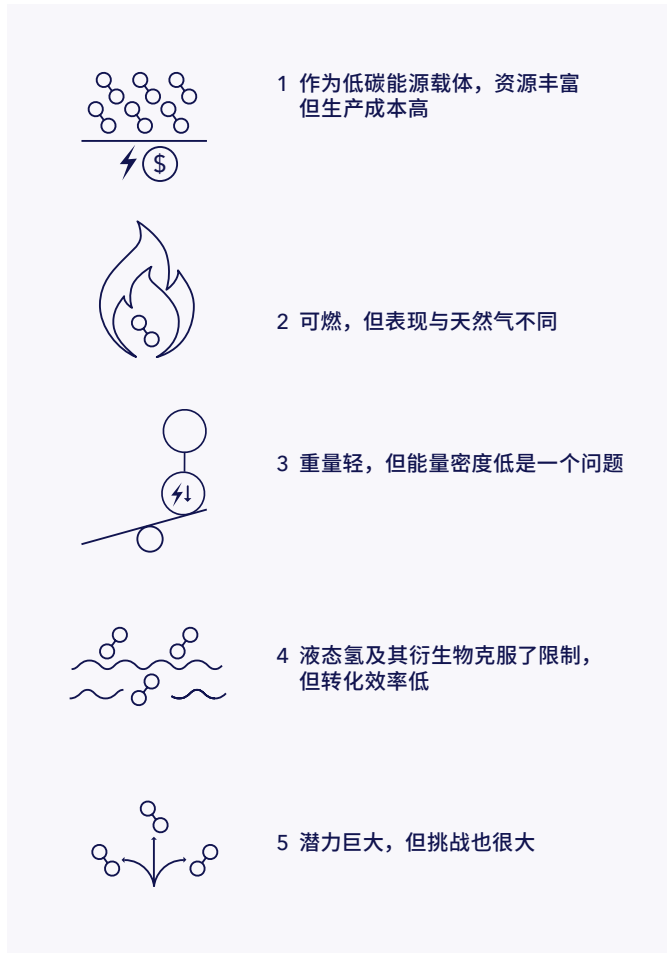 $
1 作为低碳能源载体，资源丰富
但生产成本高
2 可燃，但表现与天然气不同
3 重量轻，但能量密度低是一个问题
4 液态氢及其衍生物克服了限制，
但转化效率低
5 潜力巨大，但挑战也很大